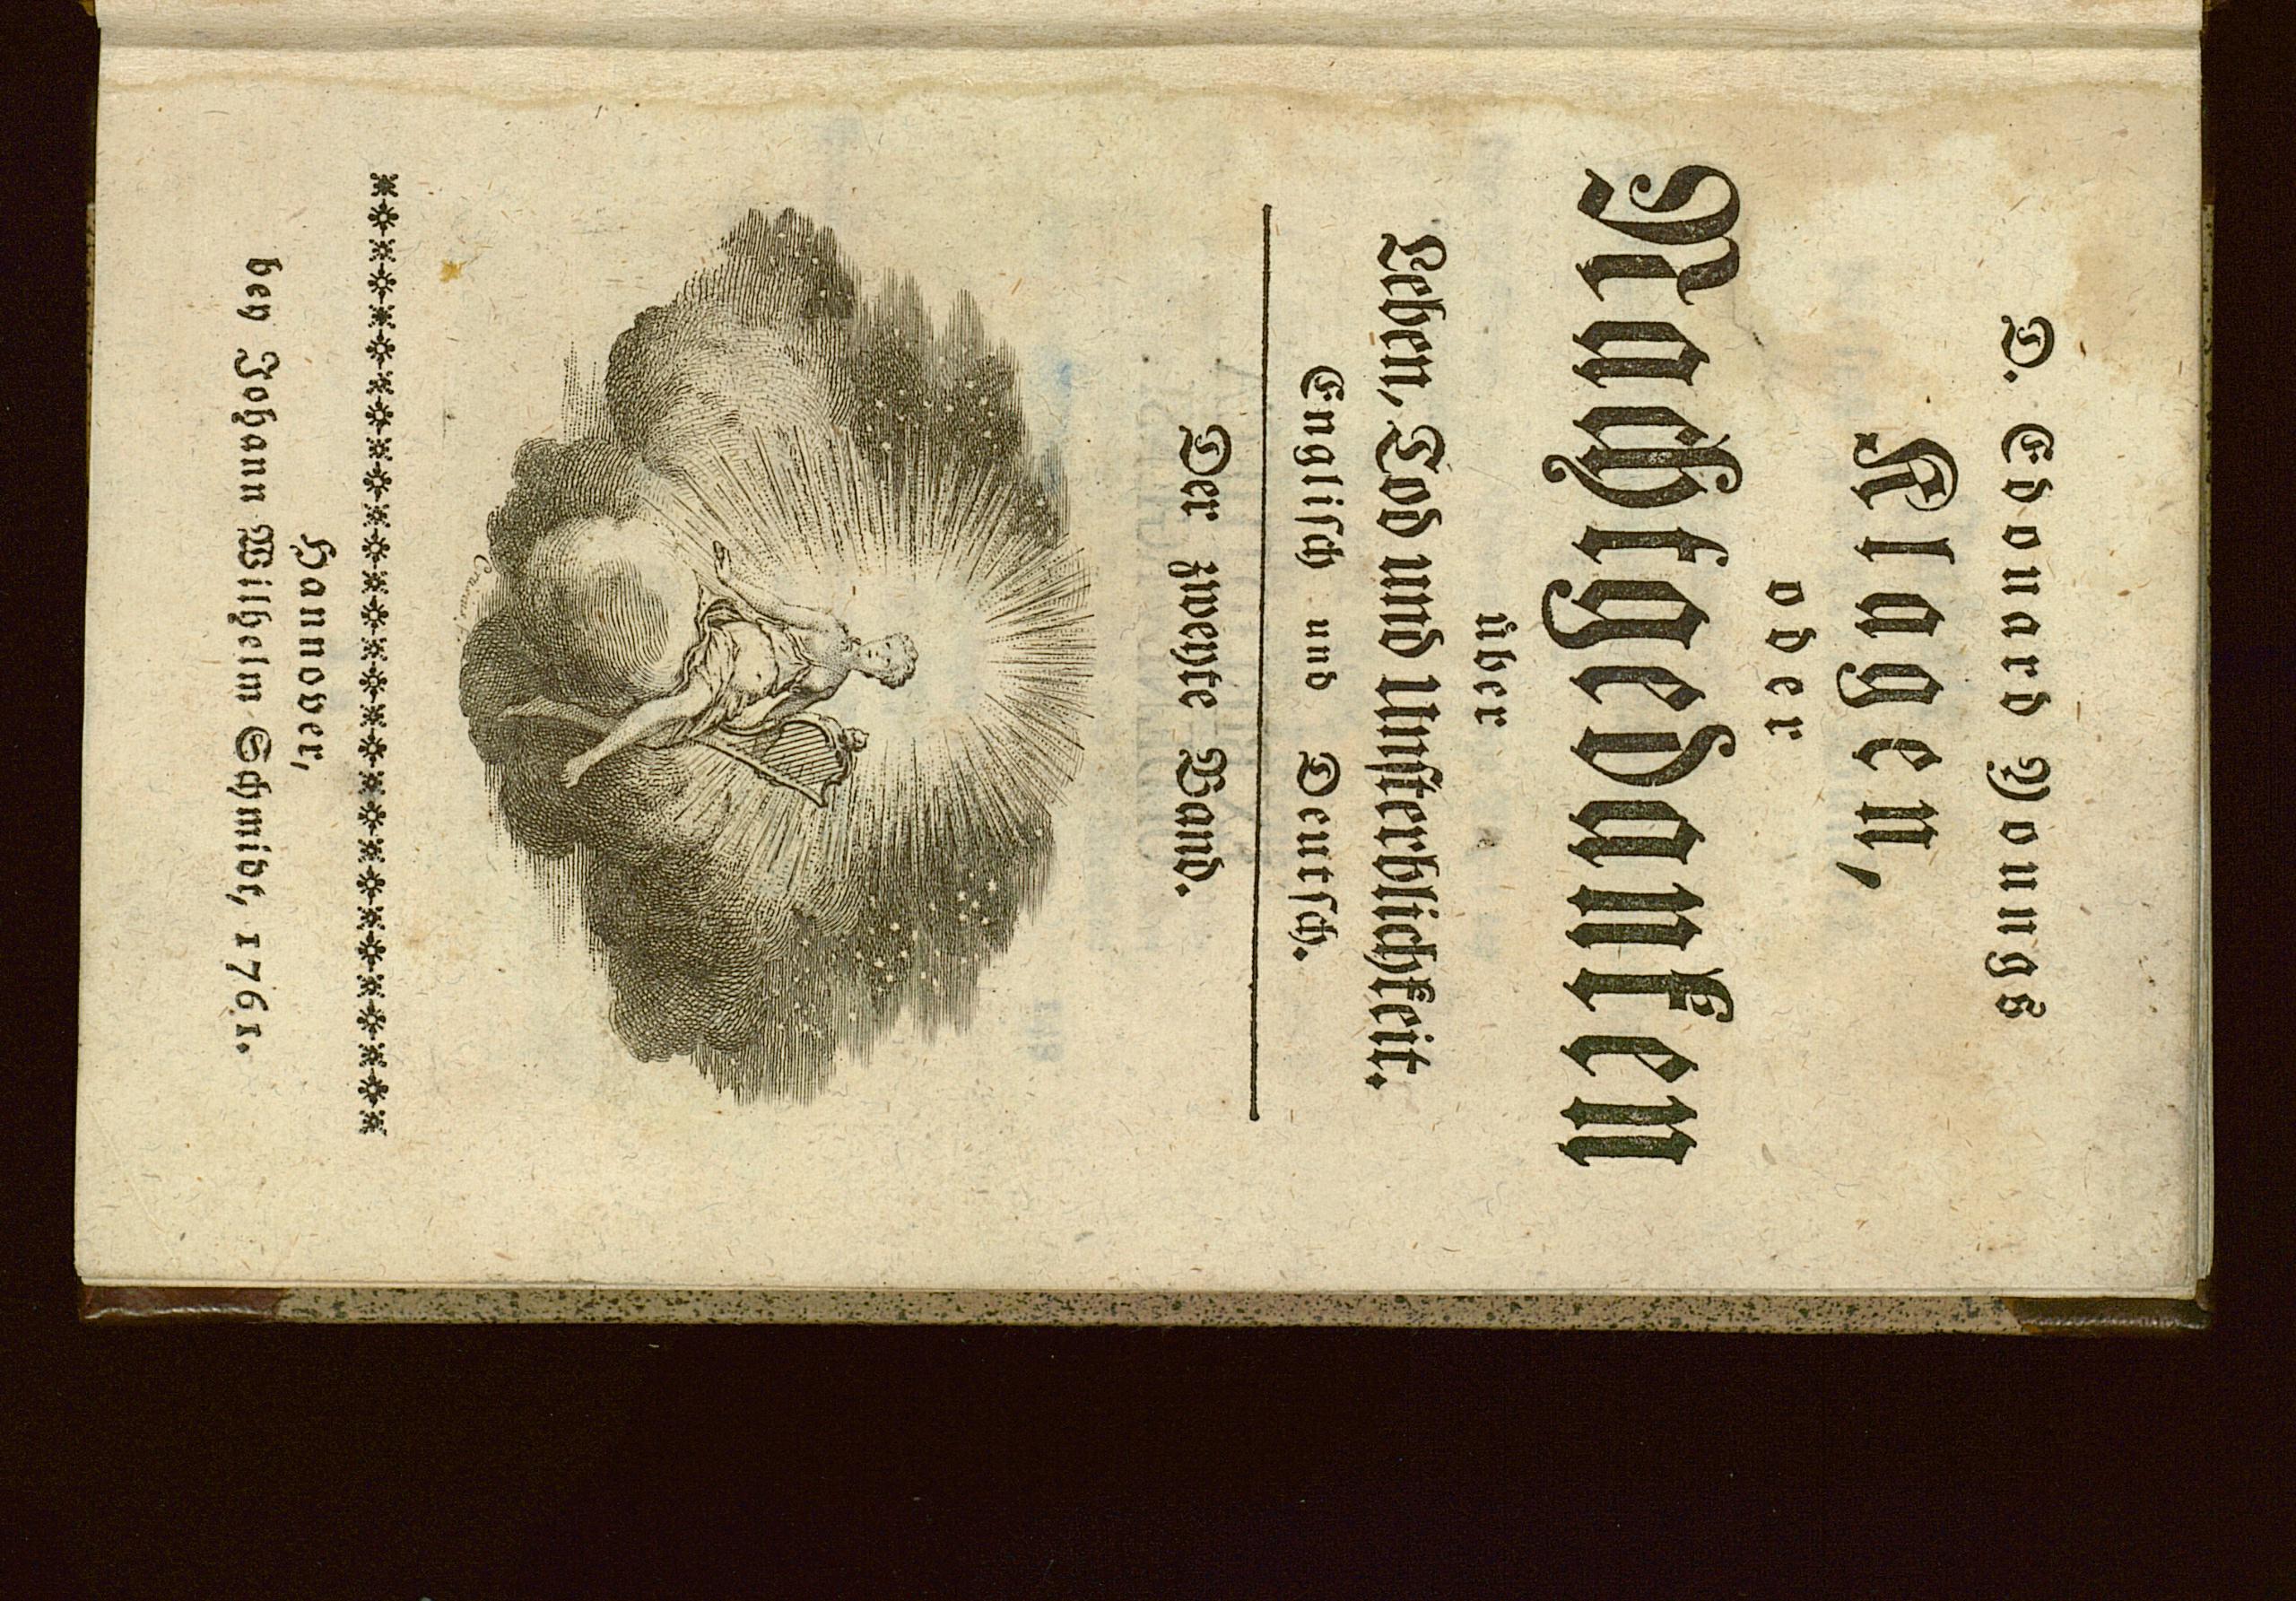 D. Eduard Youngs
Klagen,
oder
Nachtgedanken
über
Leben, Tod und Unsterblichkeit.
Englisch und Deutsch.
Der zweyte Band.
Hannover,
bey Johann Wilhelm Schmidt, 1761.